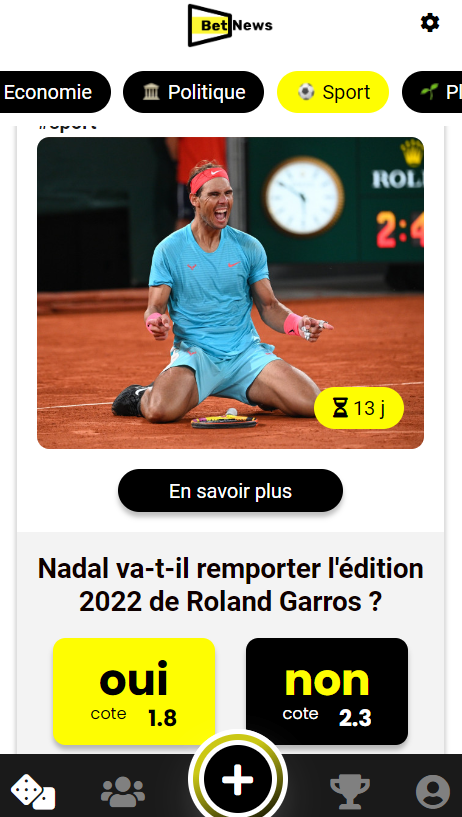 BetNews
Economie
Politique
Sport
Pl
#sport
ROL
2:4
13 j
En savoir plus
Nadal va-t-il remporter l'édition
2022 de Roland Garros ?
oui
cote 1.8
non
cote 2.3